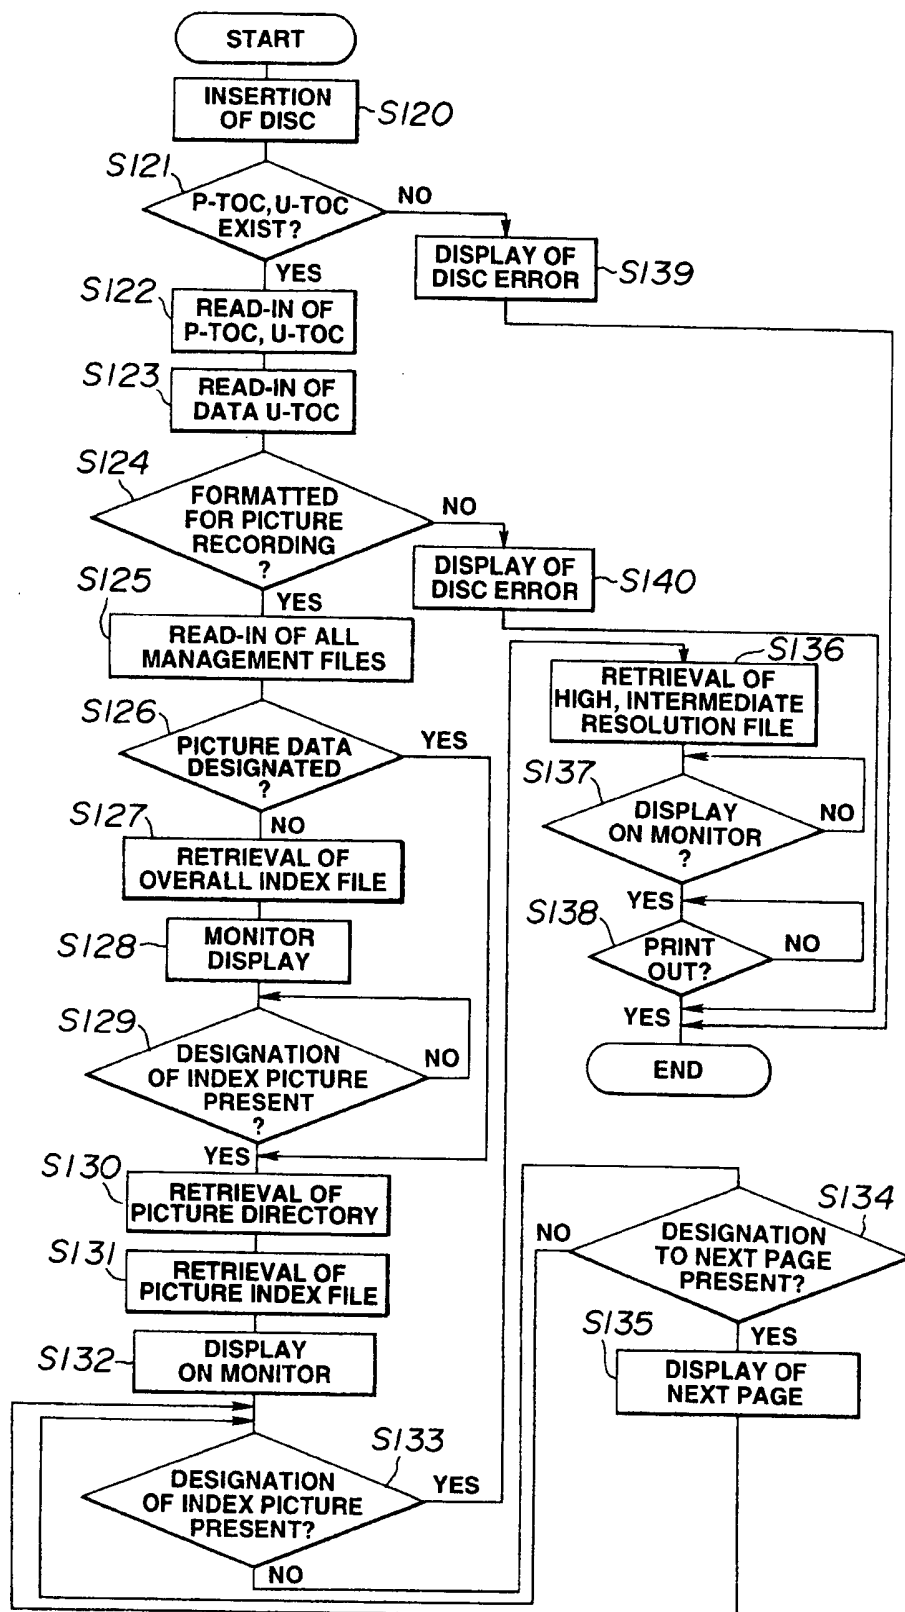 START
INSERTION
OF DISC
S120
S121
P-TOC, U-TOC
EXIST?
NO
YES
DISPLAY OF
DISC ERROR
S139
S122
READ-IN OF
P-TOC, U-TOC
S123
READ-IN OF
DATA U-TOC
S124
FORMATTED
FOR PICTURE
RECORDING
?
NO
YES
DISPLAY OF
DISC ERROR
S140
S125
READ-IN OF ALL
MANAGEMENT FILES
S126
PICTURE DATA
DESIGNATED
?
YES
NO
S127
RETRIEVAL OF
OVERALL INDEX FILE
S128
MONITOR
DISPLAY
S129
DESIGNATION
OF INDEX PICTURE
PRESENT
?
NO
YES
S130
RETRIEVAL OF
PICTURE DIRECTORY
S131
RETRIEVAL OF
PICTURE INDEX FILE
S132
DISPLAY
ON MONITOR
S133
DESIGNATION
OF INDEX PICTURE
PRESENT?
YES
NO
S134
DESIGNATION
TO NEXT PAGE
PRESENT?
NO
YES
S135
DISPLAY OF
NEXT PAGE
S136
RETRIEVAL OF
HIGH, INTERMEDIATE
RESOLUTION FILE
S137
DISPLAY
ON MONITOR
?
NO
YES
S138
PRINT
OUT?
NO
YES
END